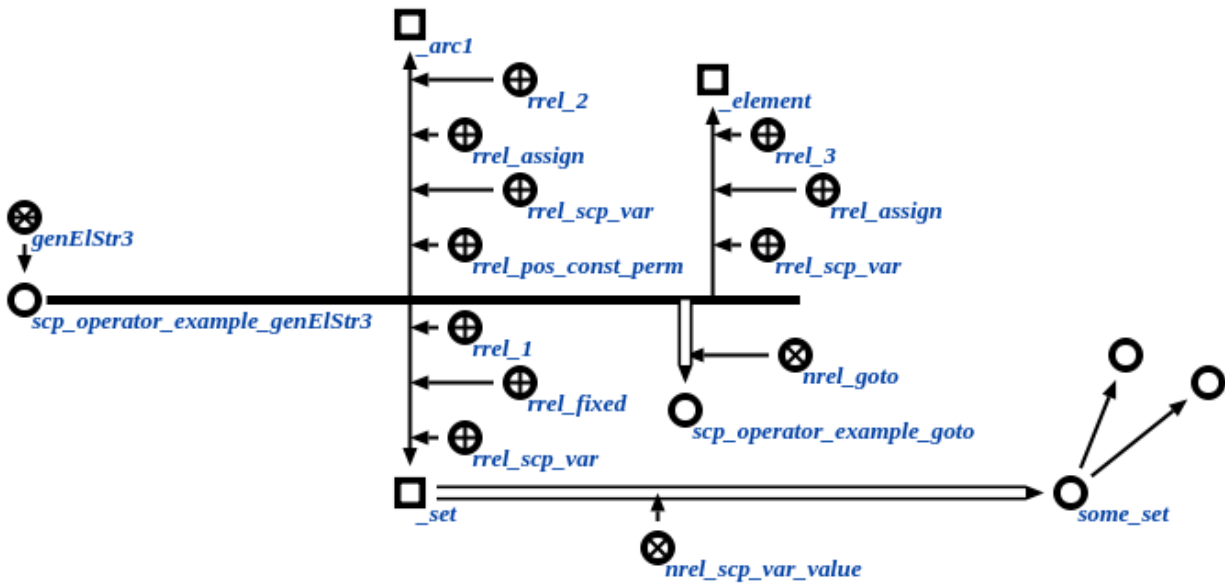 _arc1
rrel_2
_element
rrel_assign
rrel_3
rrel_scp_var
rrel_assign
genElStr3
rrel_pos_const_perm
rrel_scp_var
scp_operator_example_genElStr3
rrel_1
nrel_goto
rrel_fixed
scp_operator_example_goto
rrel_scp_var
_set
some_set
nrel_scp_var_value